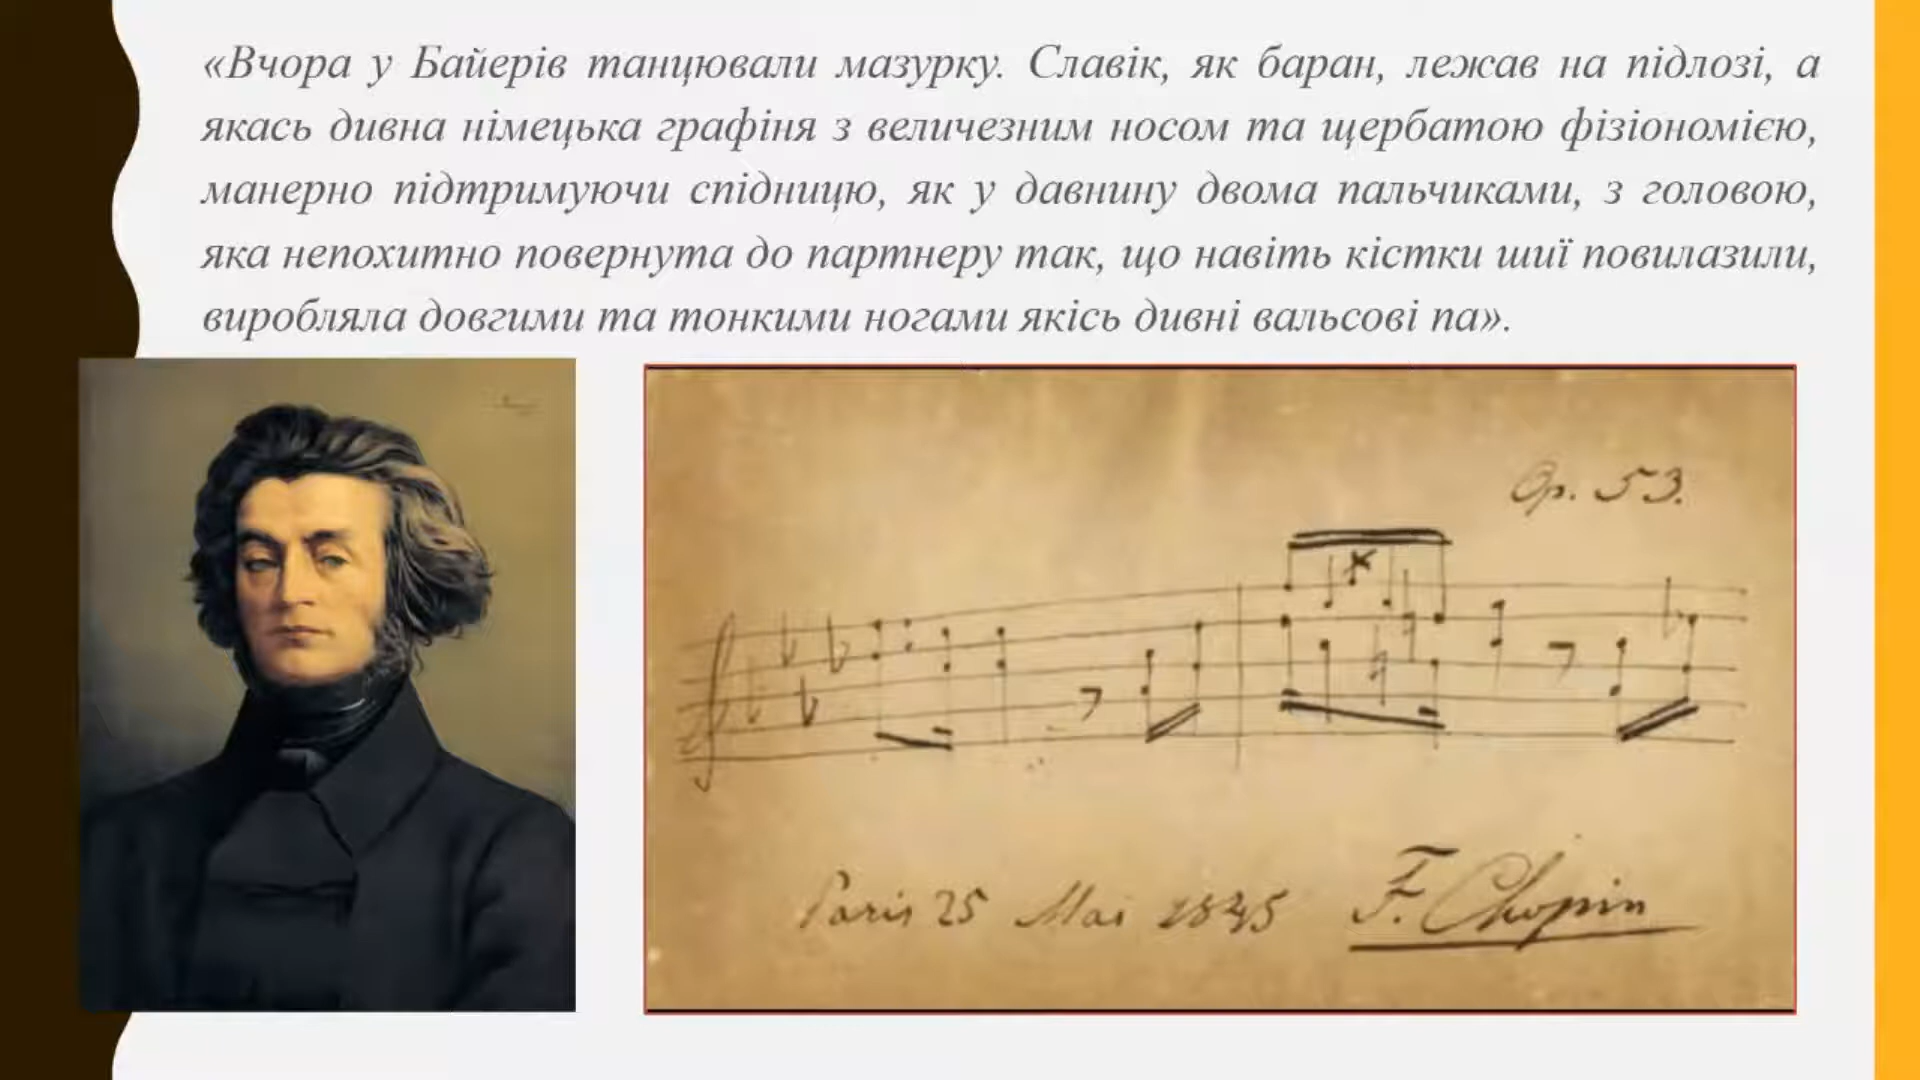 «Вчора у Байерів танцювали мазурку. Славік, як баран, лежав на підлозі, а
якась дивна німецька графіня з величезним носом та щербатою фізіономією,
манерно підтримуючи спідницю, як у давнину двома пальчиками, з головою,
яка непохитно повернута до партнеру так, що навіть кістки шиї повилазили,
виробляла довгими та тонкими ногами якісь дивні вальсові па».
Op. 53.
Paris 25 Mai 1845 F. Chopin